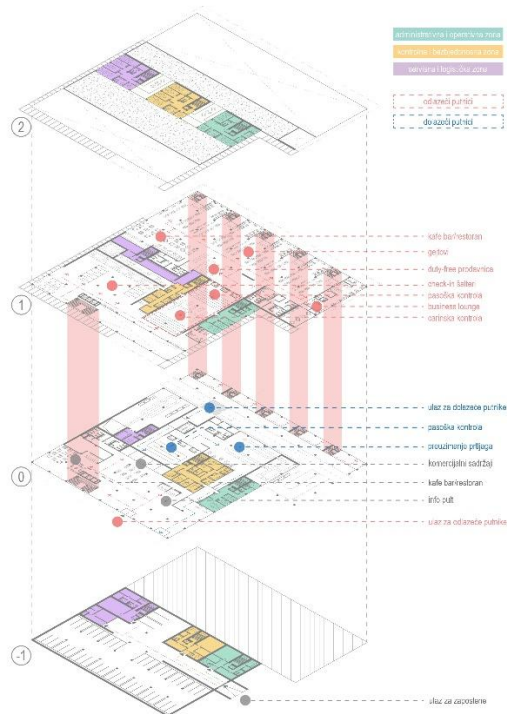 administrativna i operativna zona
kontrolna i bezbjednosna zona
servisna i logistička zona
odlazeći putnici
dolazeći putnici
2
kafe bar/restoran
gejtovi
duty-free prodavnica
check-in šalter
1
pasoška kontrola
business lounge
carinska kontrola
ulaz za dolazeće putnike
pasoška kontrola
preuzimanje prtljaga
komercijalni sadržaji
0
kafe bar/restoran
info pult
ulaz za odlazeće putnike
-1
ulaz za zaposlene